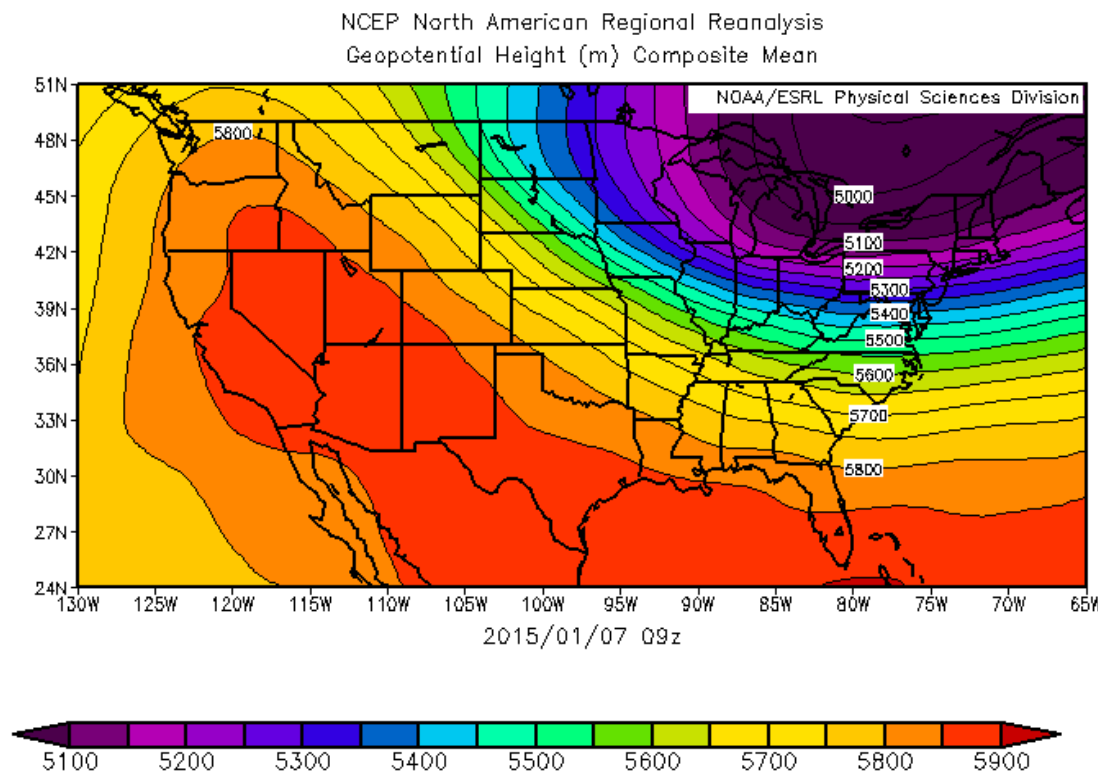 NCEP North American Regional Reanalysis
Geopotential Height (m) Composite Mean
NOAA/ESRL Physical Sciences Division
51N
48N
45N
42N
39N
36N
33N
30N
27N
24N
5800
5000
5100
5200
5300
5400
5500
5600
5700
5800
130W 125W 120W 115W 110W 105W 100W 95W 90W 85W 80W 75W 70W 65W
2015/01/07 09z
5100 5200 5300 5400 5500 5600 5700 5800 5900